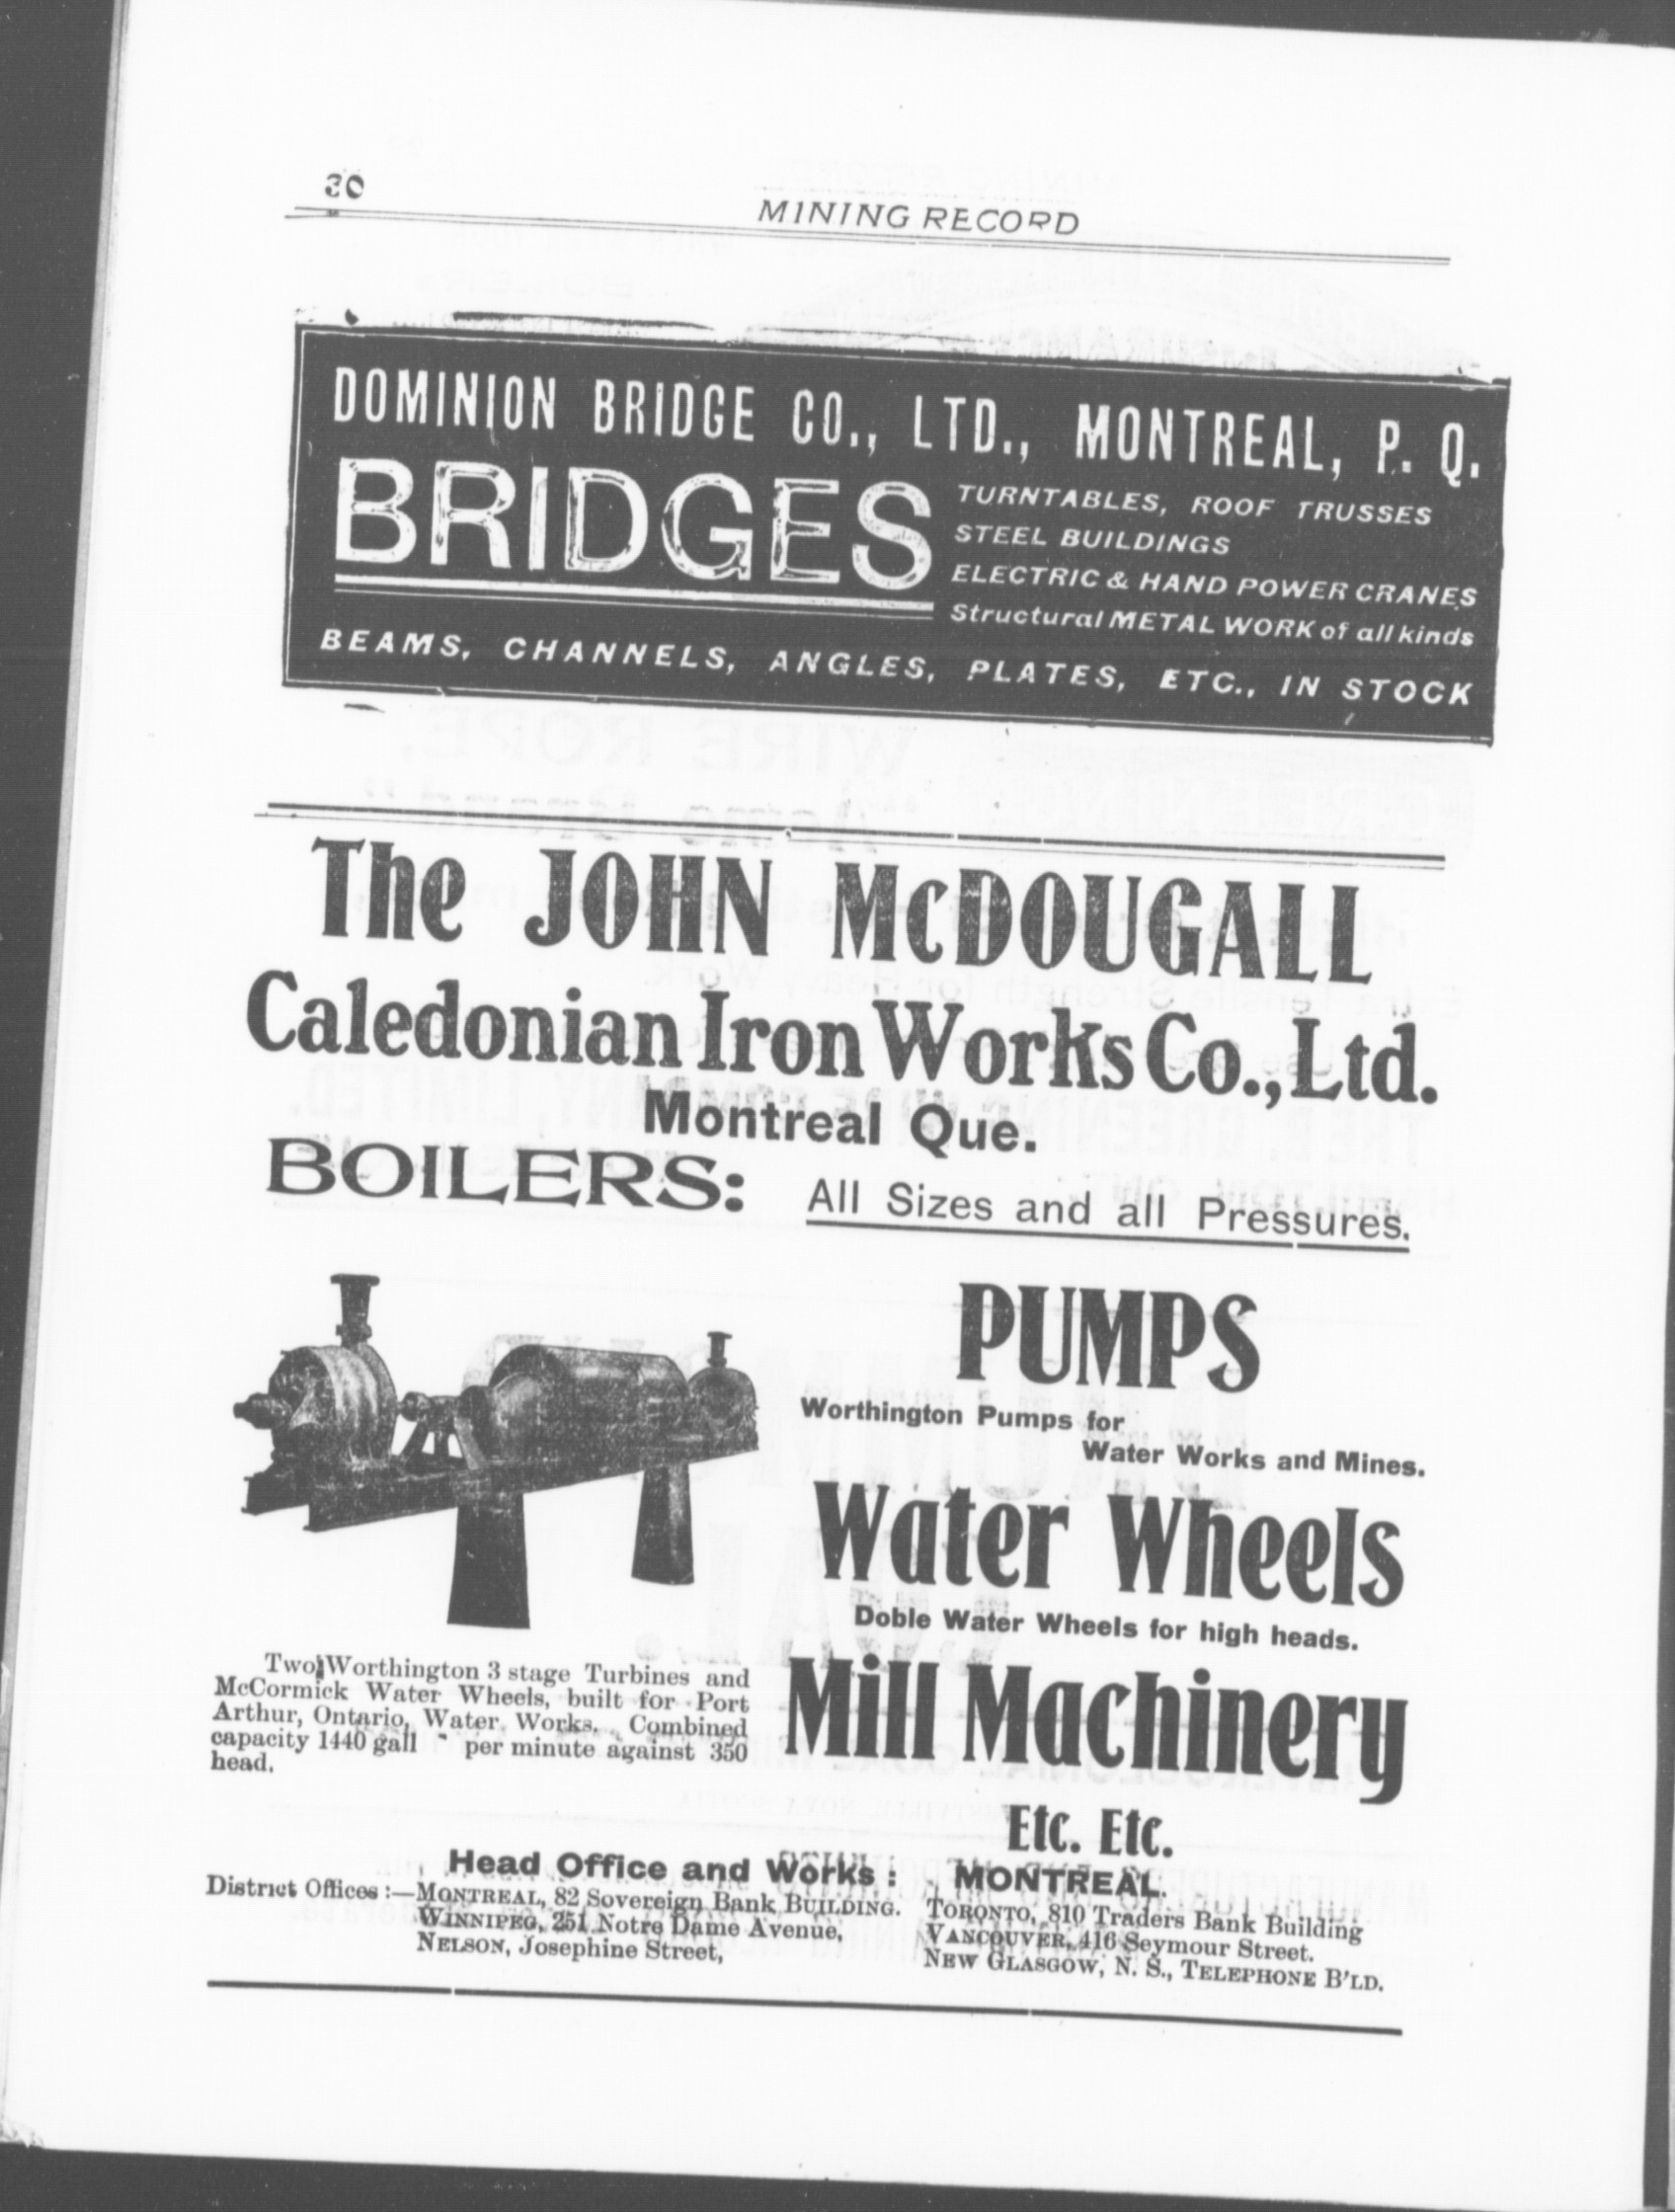 30
MINING RECORD
DOMINION BRIDGE CO., LTD., MONTREAL, P. Q.
BRIDGES
TURNTABLES, ROOF TRUSSES
STEEL BUILDINGS
ELECTRIC & HAND POWER CRANES
Structural METAL WORK of all kinds
BEAMS, CHANNELS, ANGLES, PLATES, ETC., IN STOCK
The JOHN McDOUGALL
Caledonian Iron Works Co., Ltd.
Montreal Que.
BOILERS: All Sizes and all Pressures.
PUMPS
Worthington Pumps for
Water Works and Mines.
Water Wheels
Doble Water Wheels for high heads.
Mill Machinery
Etc. Etc.
Two Worthington 3 stage Turbines and
McCormick Water Wheels, built for Port
Arthur, Ontario, Water Works. Combined
capacity 1440 gall per minute against 350
head.
Head Office and Works : MONTREAL.
District Offices :—MONTREAL, 82 Sovereign Bank BUILDING. TORONTO, 810 Traders Bank Building
WINNIPEG, 251 Notre Dame Avenue, VANCOUVER, 416 Seymour Street.
NELSON, Josephine Street, NEW GLASGOW, N. S., TELEPHONE B'LD.